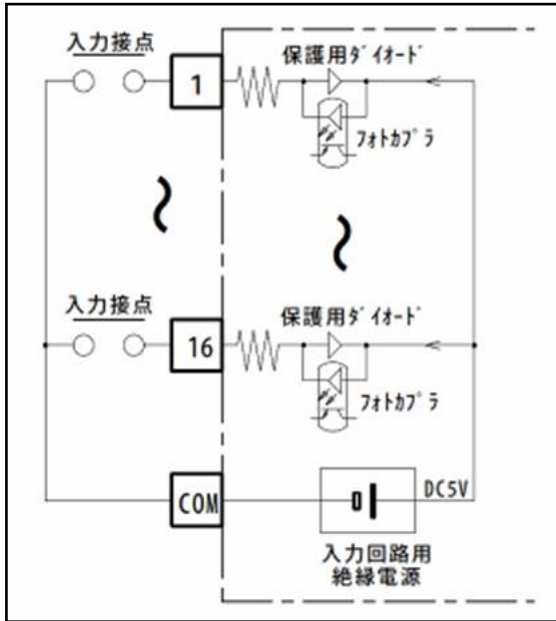 入力接点
1
保護用ﾀﾞｲｵｰﾄﾞ
ﾌｫﾄｶﾌﾟﾗ
入力接点
16
保護用ﾀﾞｲｵｰﾄﾞ
ﾌｫﾄｶﾌﾟﾗ
COM
DC5V
入力回路用
絶縁電源